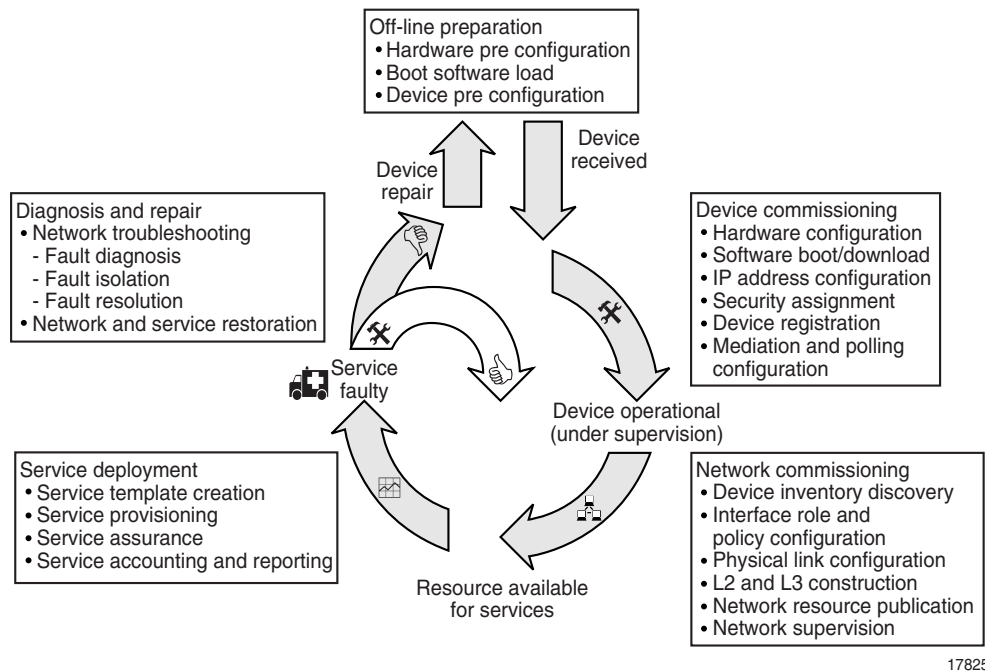 Off-line preparation
• Hardware pre configuration
• Boot software load
• Device pre configuration
Device
received
Device
repair
Diagnosis and repair
• Network troubleshooting
- Fault diagnosis
- Fault isolation
- Fault resolution
• Network and service restoration
Device commissioning
• Hardware configuration
• Software boot/download
• IP address configuration
• Security assignment
• Device registration
• Mediation and polling
configuration
Service
faulty
Device operational
(under supervision)
Service deployment
• Service template creation
• Service provisioning
• Service assurance
• Service accounting and reporting
Network commissioning
• Device inventory discovery
• Interface role and
policy configuration
• Physical link configuration
• L2 and L3 construction
• Network resource publication
• Network supervision
Resource available
for services
17825